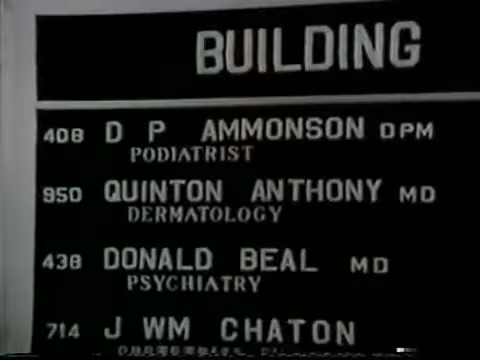 BUILDING
408 D P AMMONSON DPM
PODIATRIST
950 QUINTON ANTHONY MD
DERMATOLOGY
438 DONALD BEAL MD
PSYCHIATRY
714 J WM CHATON